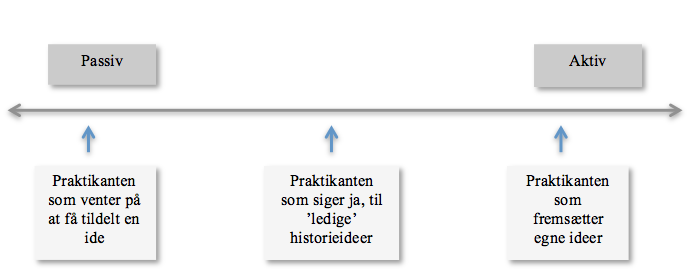 Passiv
Aktiv
Praktikanten
som venter på
at få tildelt en
ide
Praktikanten
som siger ja, til
’ledige’
historieideer
Praktikanten
som
fremsætter
egne ideer